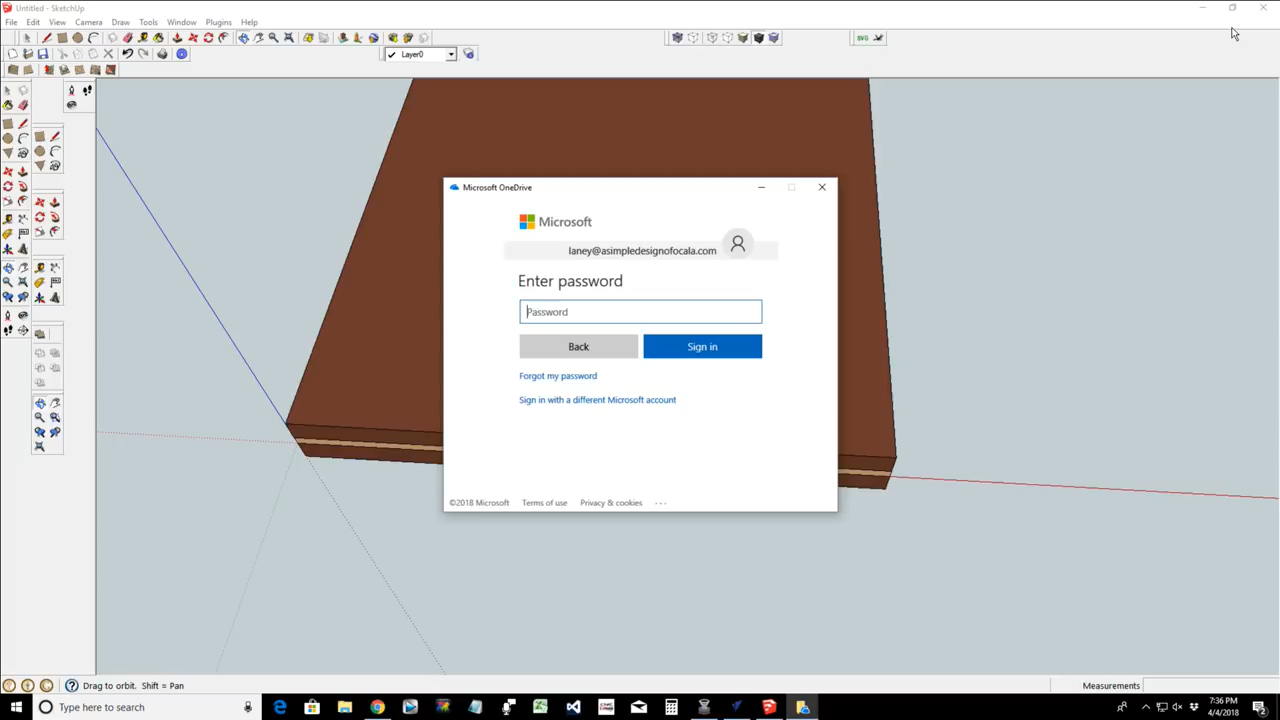 Untitled - SketchUp
File Edit View Camera Draw Tools Window Plugins Help
Layer0
SVG
Microsoft OneDrive
Microsoft
laney@asimpledesignofocala.com
Enter password
Password
Back Sign in
Forgot my password
Sign in with a different Microsoft account
©2018 Microsoft Terms of use Privacy & cookies ...
Drag to orbit. Shift = Pan Measurements
Type here to search
7:36 PM
4/4/2018